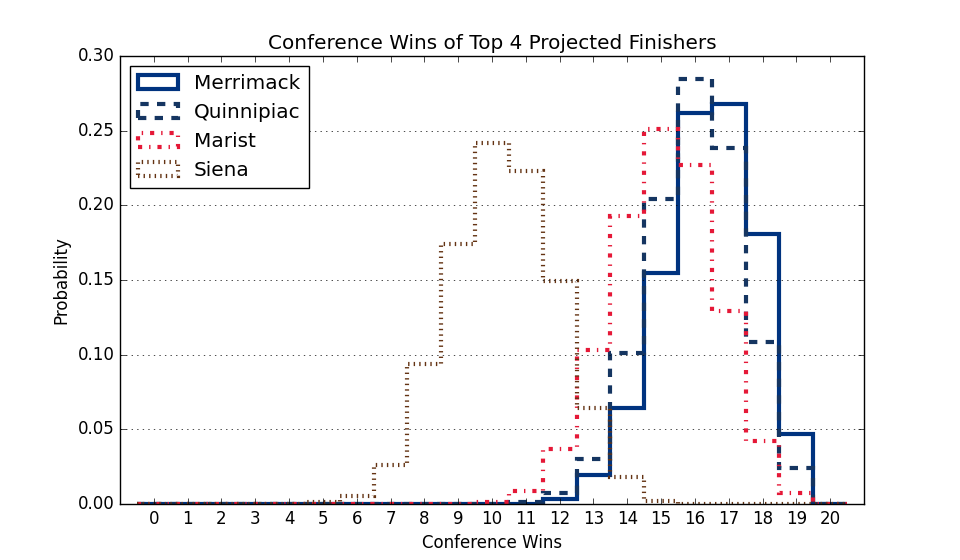 Conference Wins of Top 4 Projected Finishers
0.30
0.25
0.20
0.15
0.10
0.05
0.00
Probability
Merrimack
Quinnipiac
Marist
Siena
0 1 2 3 4 5 6 7 8 9 10 11 12 13 14 15 16 17 18 19 20
Conference Wins